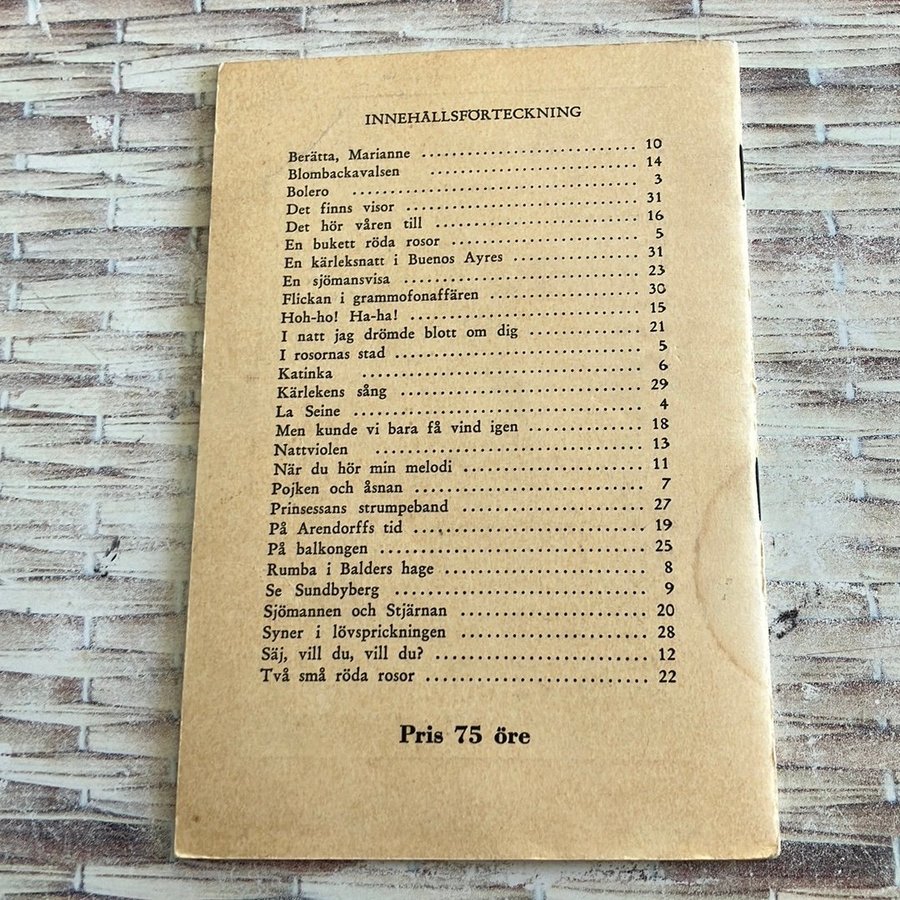 INNEHÅLLSFÖRTECKNING
Berätta, Marianne ................................ 10
Blombackavalsen ................................ 14
Bolero ................................ 3
Det finns visor ................................ 31
Det hör våren till ................................ 16
En bukett röda rosor ................................ 5
En kärleksnatt i Buenos Ayres ................................ 31
En sjömansvisa ................................ 23
Flickan i grammofonaffären ................................ 30
Hoh-ho! Ha-ha! ................................ 15
I natt jag drömde blott om dig ................................ 21
I rosornas stad ................................ 5
Katinka ................................ 6
Kärlekens sång ................................ 29
La Seine ................................ 4
Men kunde vi bara få vind igen ................................ 18
Nattviolen ................................ 13
När du hör min melodi ................................ 11
Pojken och åsnan ................................ 7
Prinsessans strumpeband ................................ 27
På Arendorffs tid ................................ 19
På balkongen ................................ 25
Rumba i Balders hage ................................ 8
Se Sundbyberg ................................ 9
Sjömannen och Stjärnan ................................ 20
Syner i lövsprickningen ................................ 28
Säj, vill du, vill du? ................................ 12
Två små röda rosor ................................ 22
Pris 75 öre